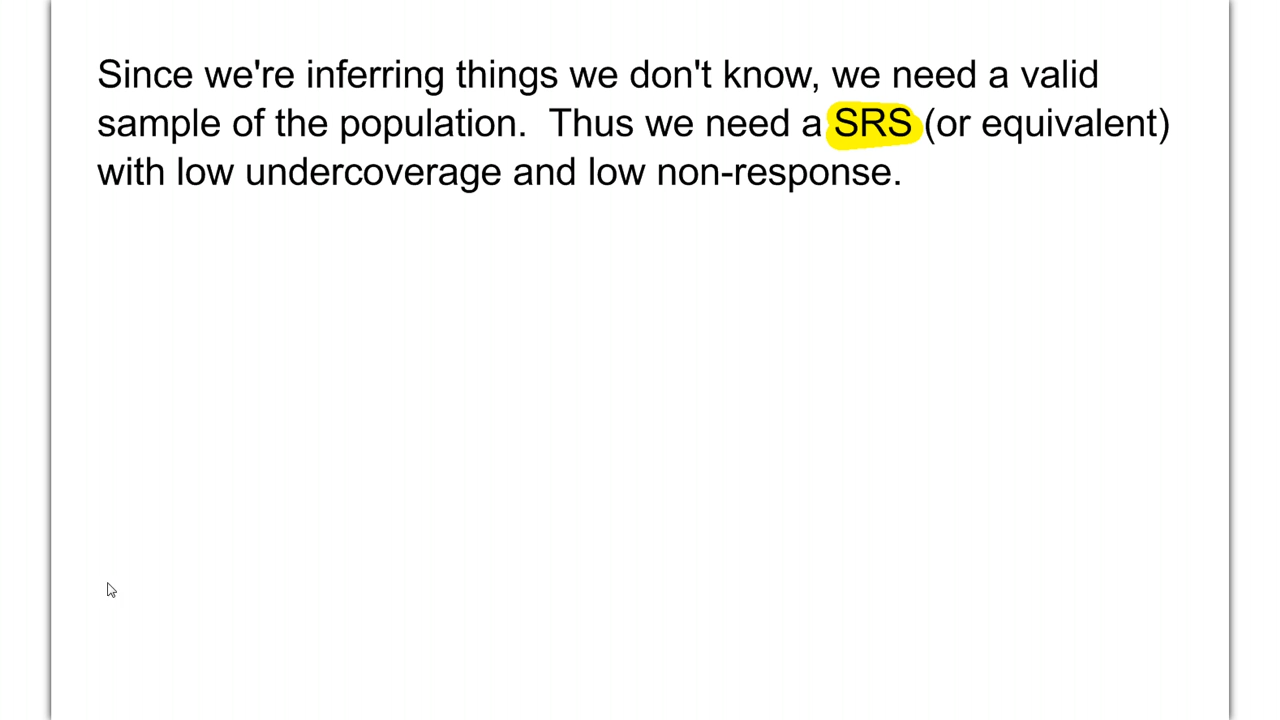 Since we're inferring things we don't know, we need a valid
sample of the population.  Thus we need a SRS (or equivalent)
with low undercoverage and low non-response.